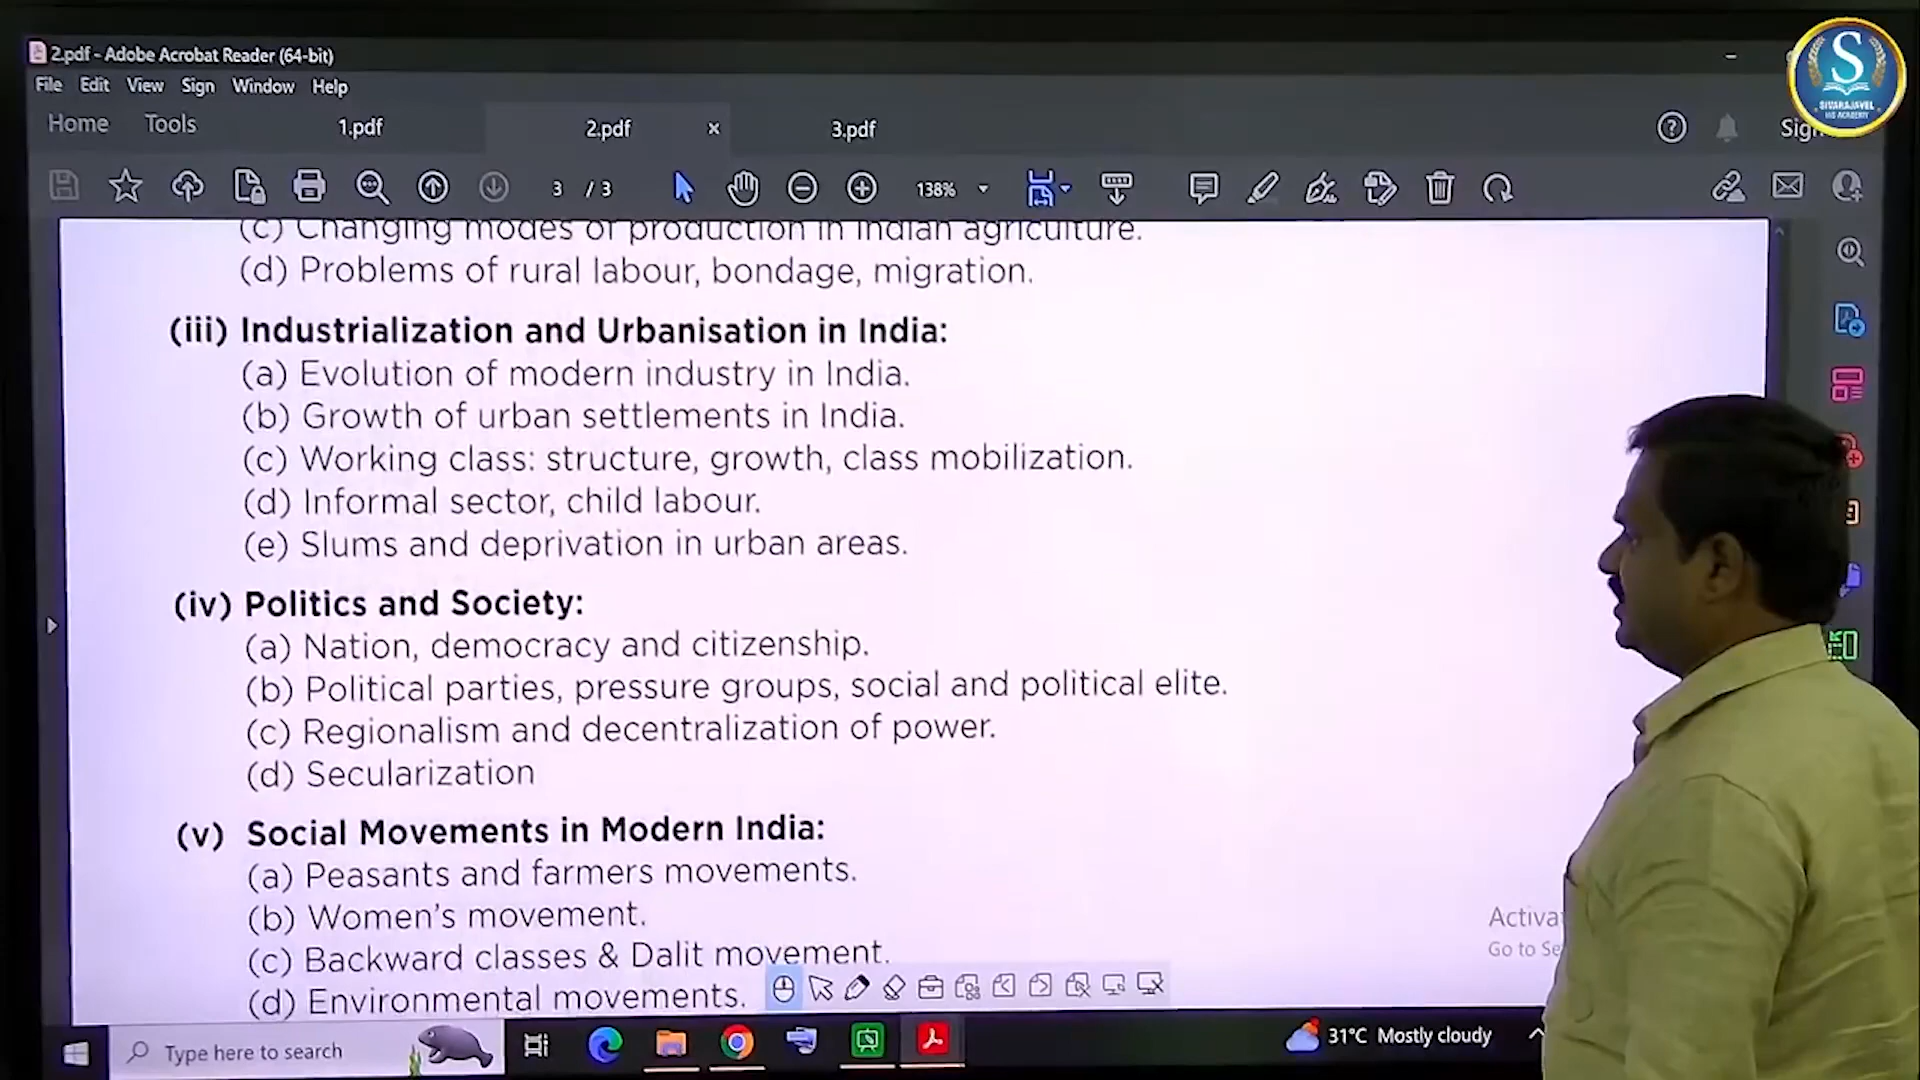 2.pdf - Adobe Acrobat Reader (64-bit)
File Edit View Sign Window Help
Home Tools 1.pdf 2.pdf × 3.pdf
S
SIVARAJAVEL
IAS ACADEMY
3 / 3 138%
(c) Changing modes of production in Indian agriculture.
(d) Problems of rural labour, bondage, migration.
(iii) Industrialization and Urbanisation in India:
(a) Evolution of modern industry in India.
(b) Growth of urban settlements in India.
(c) Working class: structure, growth, class mobilization.
(d) Informal sector, child labour.
(e) Slums and deprivation in urban areas.
(iv) Politics and Society:
(a) Nation, democracy and citizenship.
(b) Political parties, pressure groups, social and political elite.
(c) Regionalism and decentralization of power.
(d) Secularization
(v) Social Movements in Modern India:
(a) Peasants and farmers movements.
(b) Women's movement.
(c) Backward classes & Dalit movement.
(d) Environmental movements.
Go to
Type here to search
31°C Mostly cloudy